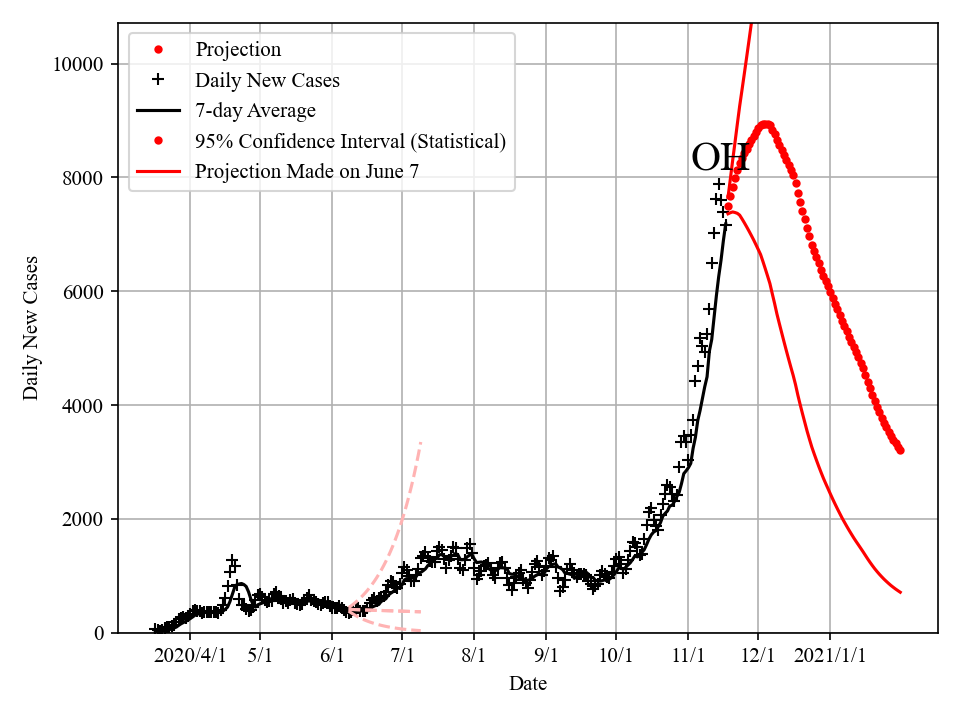 Projection
Daily New Cases
7-day Average
95% Confidence Interval (Statistical)
Projection Made on June 7
OH
10000
8000
6000
4000
2000
0
Daily New Cases
2020/4/1 5/1 6/1 7/1 8/1 9/1 10/1 11/1 12/1 2021/1/1
Date